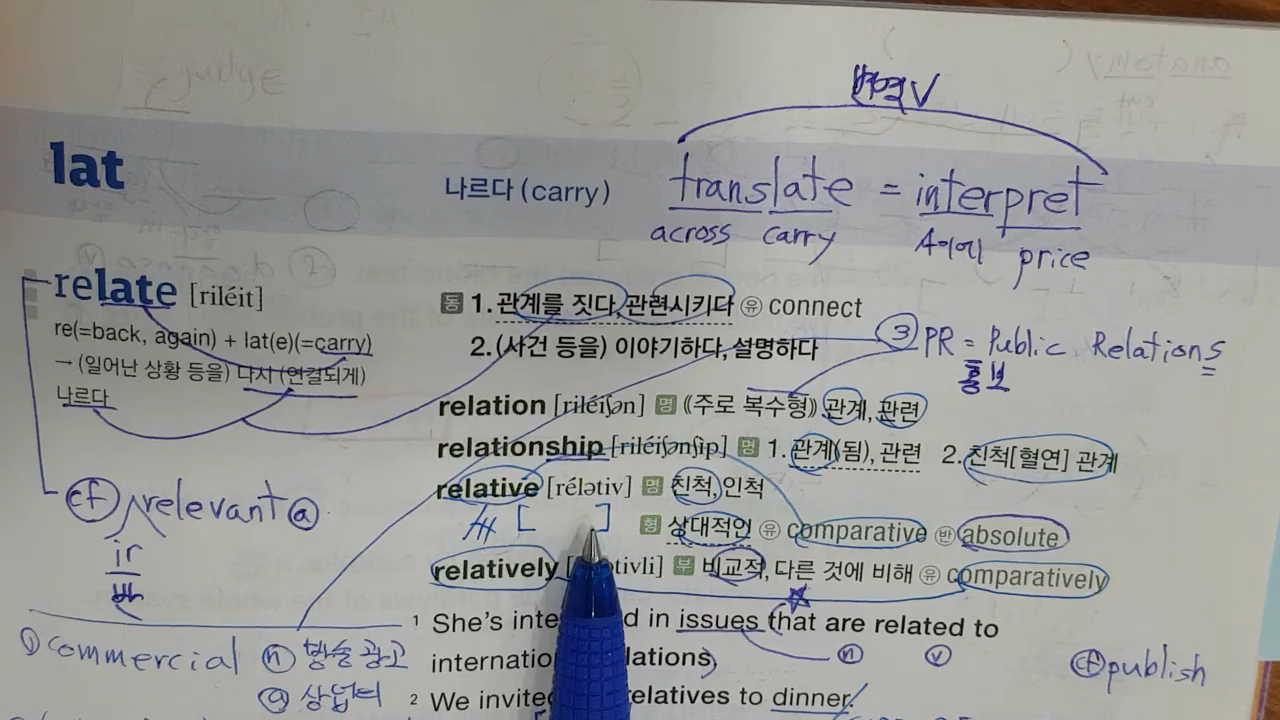 번역 V
lat 나르다 (carry) translate = interpret
across carry 사이에 price
relate [riléit] 동 1. 관계를 짓다, 관련시키다 유 connect
re(=back, again) + lat(e)(=carry) 2. (사건 등을) 이야기하다, 설명하다 ③ PR = Public Relations
→ (일어난 상황 등을) 다시 (연결되게) 홍보
나르다 relation [riléiʃən] 명 《주로 복수형》 관계, 관련
relationship [riléiʃənʃip] 명 1. 관계(됨), 관련 2. 친척[혈연] 관계
relative [rélətiv] 명 친척, 인척
cf relevant ⓐ
[ ] 형 상대적인 유 comparative 반 absolute
ir
relatively 부 비교적, 다른 것에 비해 유 comparatively
반
1 She's inte d in issues that are related to
① commercial ⓝ 방송 광고 internatio lations ⓝ ⓥ cf publish
ⓐ 상업의
2 We invite relatives to dinner.